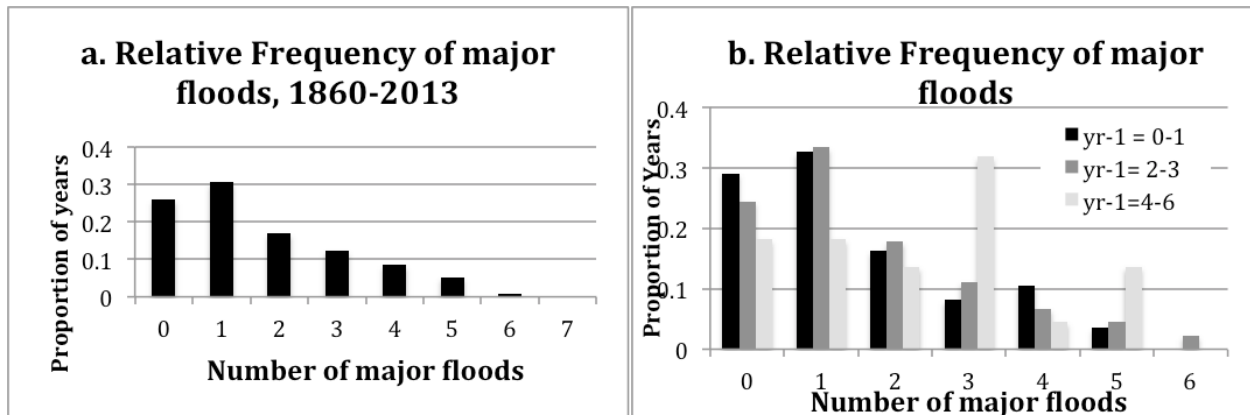 a. Relative Frequency of major
floods, 1860-2013
Proportion of years
0.4
0.3
0.2
0.1
0
0 1 2 3 4 5 6 7
Number of major floods
b. Relative Frequency of major
floods
Proportion of Years
0.4
0.3
0.2
0.1
0
yr-1 = 0-1
yr-1= 2-3
yr-1=4-6
0 1 2 3 4 5 6
Number of major floods